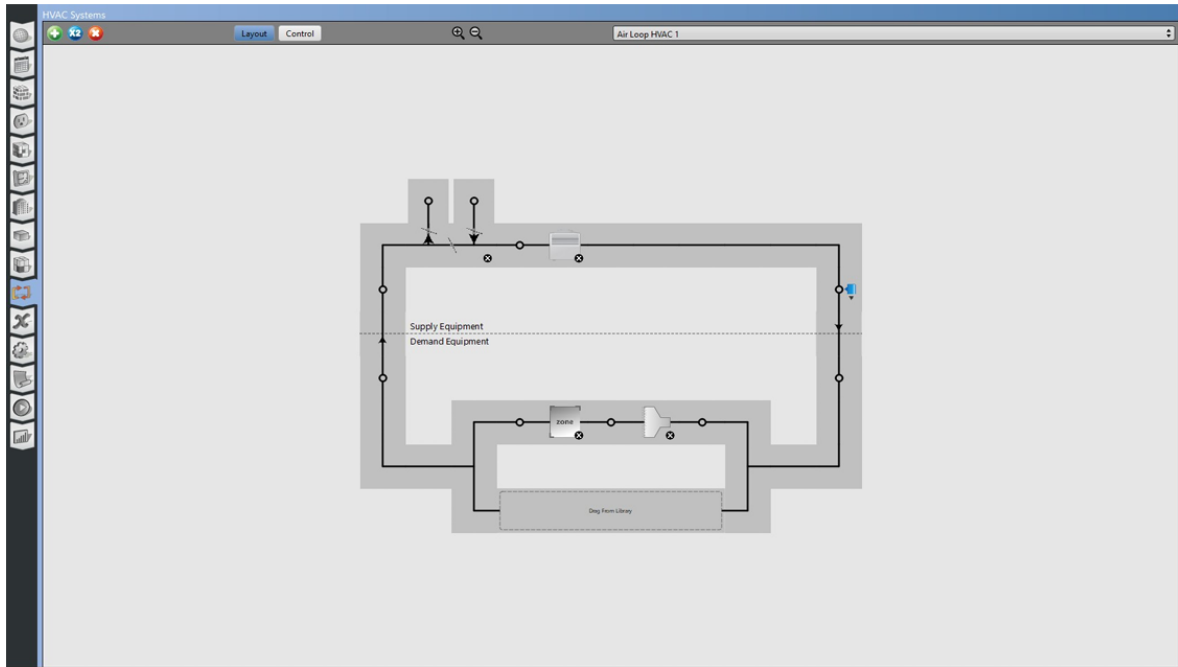 HVAC Systems
X2
Layout
Control
Air Loop HVAC 1
Supply Equipment
Demand Equipment
zone
Drag From Library